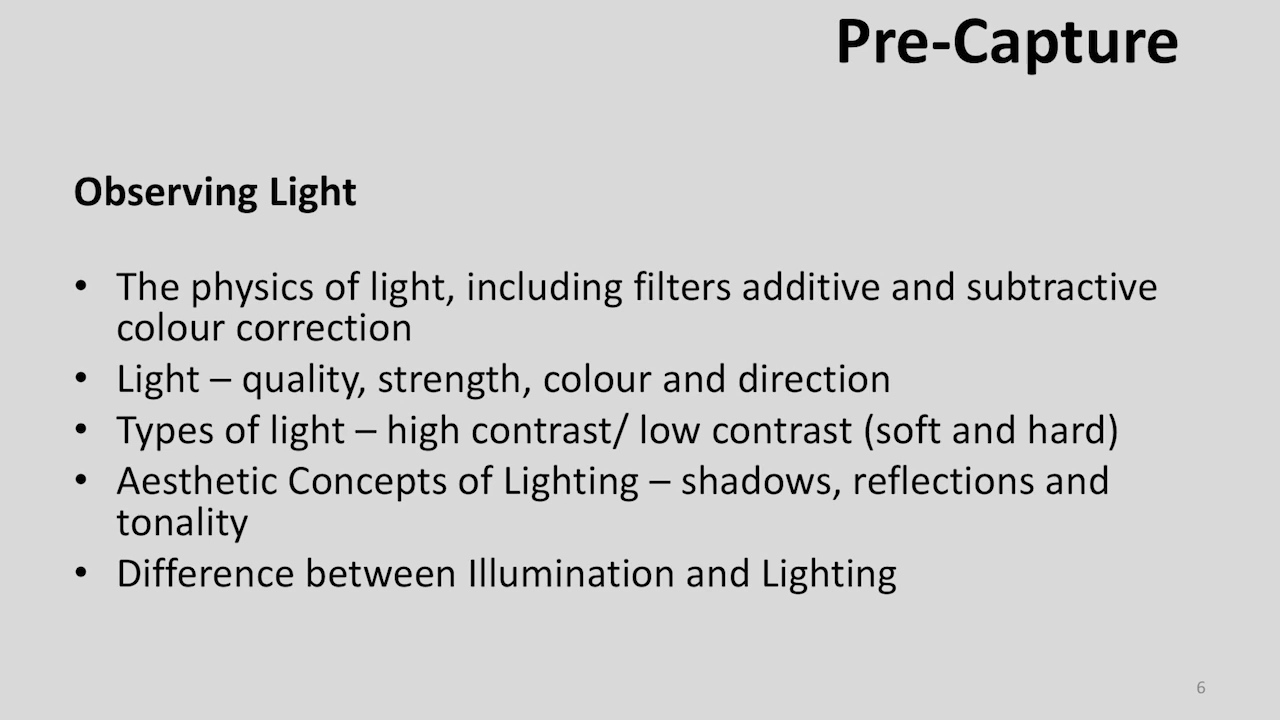 Pre-Capture
Observing Light
• The physics of light, including filters additive and subtractive
colour correction
• Light – quality, strength, colour and direction
• Types of light – high contrast/ low contrast (soft and hard)
• Aesthetic Concepts of Lighting – shadows, reflections and
tonality
• Difference between Illumination and Lighting
6